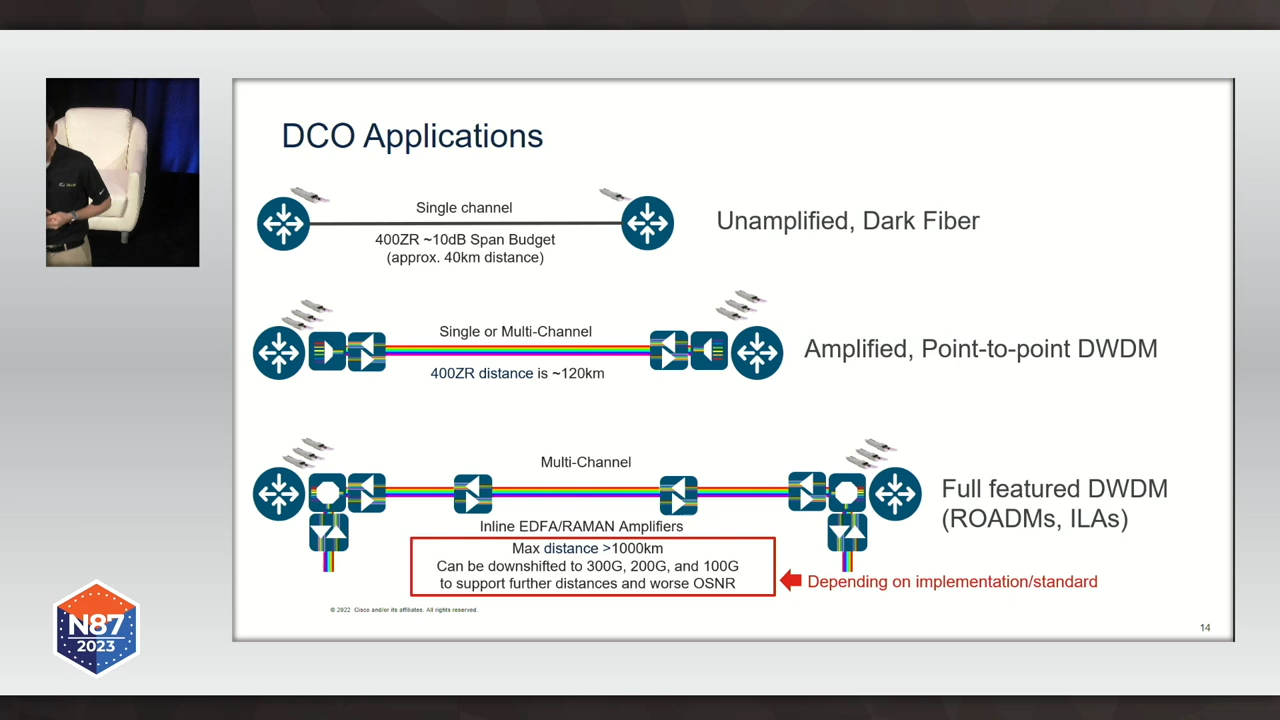 DCO Applications
Single channel
400ZR ~10dB Span Budget
(approx. 40km distance)
Unamplified, Dark Fiber
Single or Multi-Channel
400ZR distance is ~120km
Amplified, Point-to-point DWDM
Multi-Channel
Inline EDFA/RAMAN Amplifiers
Max distance >1000km
Can be downshifted to 300G, 200G, and 100G
to support further distances and worse OSNR
Full featured DWDM
(ROADMs, ILAs)
Depending on implementation/standard
© 2022 Cisco and/or its affiliates. All rights reserved.
14
N87
2023